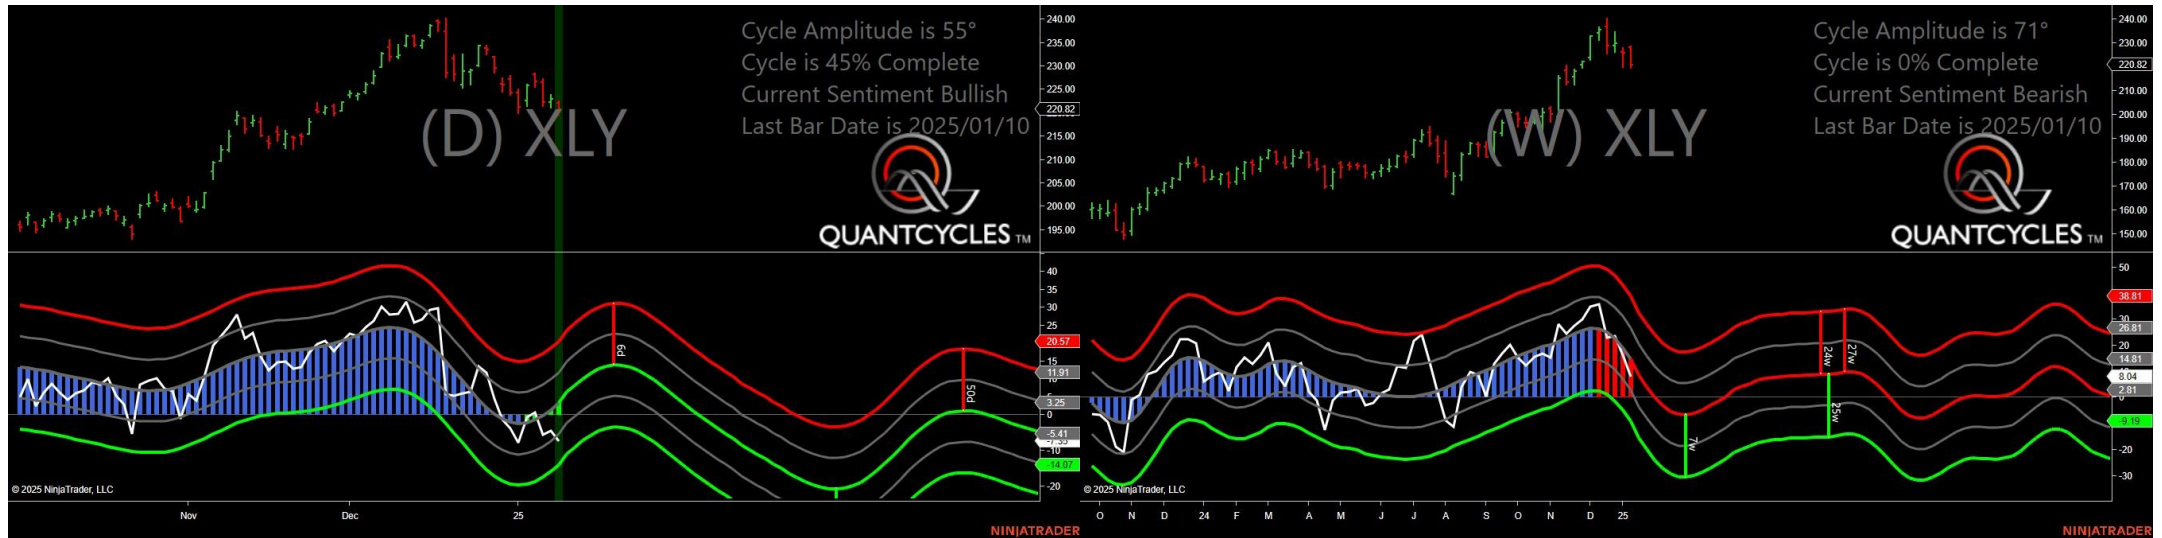 Cycle Amplitude is 55°
Cycle is 45% Complete
Current Sentiment Bullish
Last Bar Date is 2025/01/10
(D) XLY
QUANTCYCLES TM
240.00
235.00
230.00
225.00
220.82
215.00
210.00
205.00
200.00
195.00
6d
50d
40
35
30
25
20.57
15
11.91
3.25
0
-5.41
-10
-14.07
-20
© 2025 NinjaTrader, LLC
Nov
Dec
25
NINJATRADER
Cycle Amplitude is 71°
Cycle is 0% Complete
Current Sentiment Bearish
Last Bar Date is 2025/01/10
(W) XLY
QUANTCYCLES TM
240.00
230.00
220.82
210.00
200.00
190.00
180.00
170.00
160.00
150.00
7w
24w
25w
27w
50
38.81
30
26.81
20
14.81
8.04
2.81
0
-9.19
-20
-30
© 2025 NinjaTrader, LLC
O N D 24 F M A M J J A S O N D 25
NINJATRADER